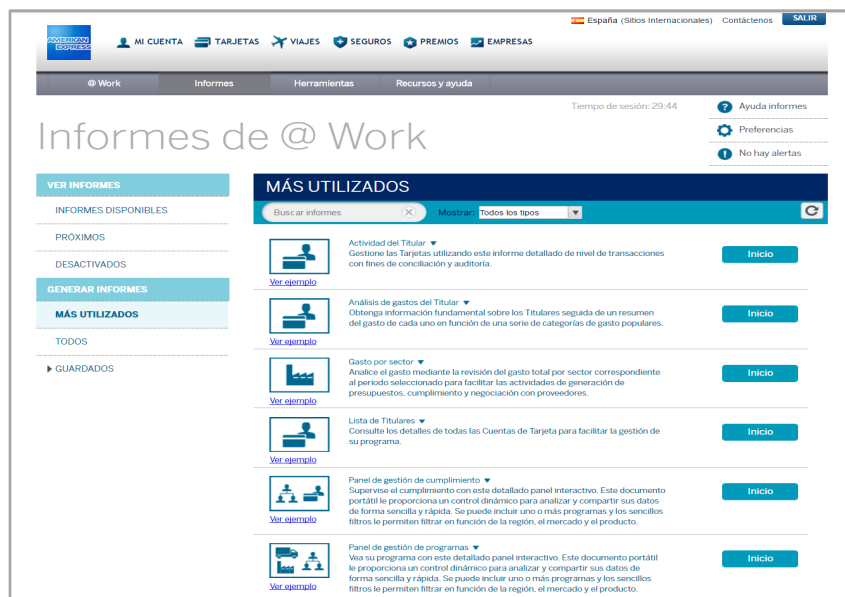 España (Sitios Internacionales) Contáctenos SALIR
AMERICAN EXPRESS
MI CUENTA TARJETAS VIAJES SEGUROS PREMIOS EMPRESAS
@ Work Informes Herramientas Recursos y ayuda
Tiempo de sesión: 29:44
Ayuda informes
Preferencias
No hay alertas
Informes de @ Work
VER INFORMES
INFORMES DISPONIBLES
PRÓXIMOS
DESACTIVADOS
GENERAR INFORMES
MÁS UTILIZADOS
TODOS
GUARDADOS
MÁS UTILIZADOS
Buscar informes Mostrar: Todos los tipos
Actividad del Titular
Gestione las Tarjetas utilizando este informe detallado de nivel de transacciones
con fines de conciliación y auditoría.
Ver ejemplo
Inicio
Análisis de gastos del Titular
Obtenga información fundamental sobre los Titulares seguida de un resumen
del gasto de cada uno en función de una serie de categorías de gasto populares.
Ver ejemplo
Inicio
Gasto por sector
Analice el gasto mediante la revisión del gasto total por sector correspondiente
al periodo seleccionado para facilitar las actividades de generación de
presupuestos, cumplimiento y negociación con proveedores.
Ver ejemplo
Inicio
Lista de Titulares
Consulte los detalles de todas las Cuentas de Tarjeta para facilitar la gestión de
su programa.
Ver ejemplo
Inicio
Panel de gestión de cumplimiento
Supervise el cumplimiento con este detallado panel interactivo. Este documento
portátil le proporciona un control dinámico para analizar y compartir sus datos
de forma sencilla y rápida. Se puede incluir uno o más programas y los sencillos
filtros le permiten filtrar en función de la región, el mercado y el producto.
Ver ejemplo
Inicio
Panel de gestión de programas
Vea su programa con este detallado panel interactivo. Este documento portátil
le proporciona un control dinámico para analizar y compartir sus datos de
forma sencilla y rápida. Se puede incluir uno o más programas y los sencillos
filtros le permiten filtrar en función de la región, el mercado y el producto.
Ver ejemplo
Inicio